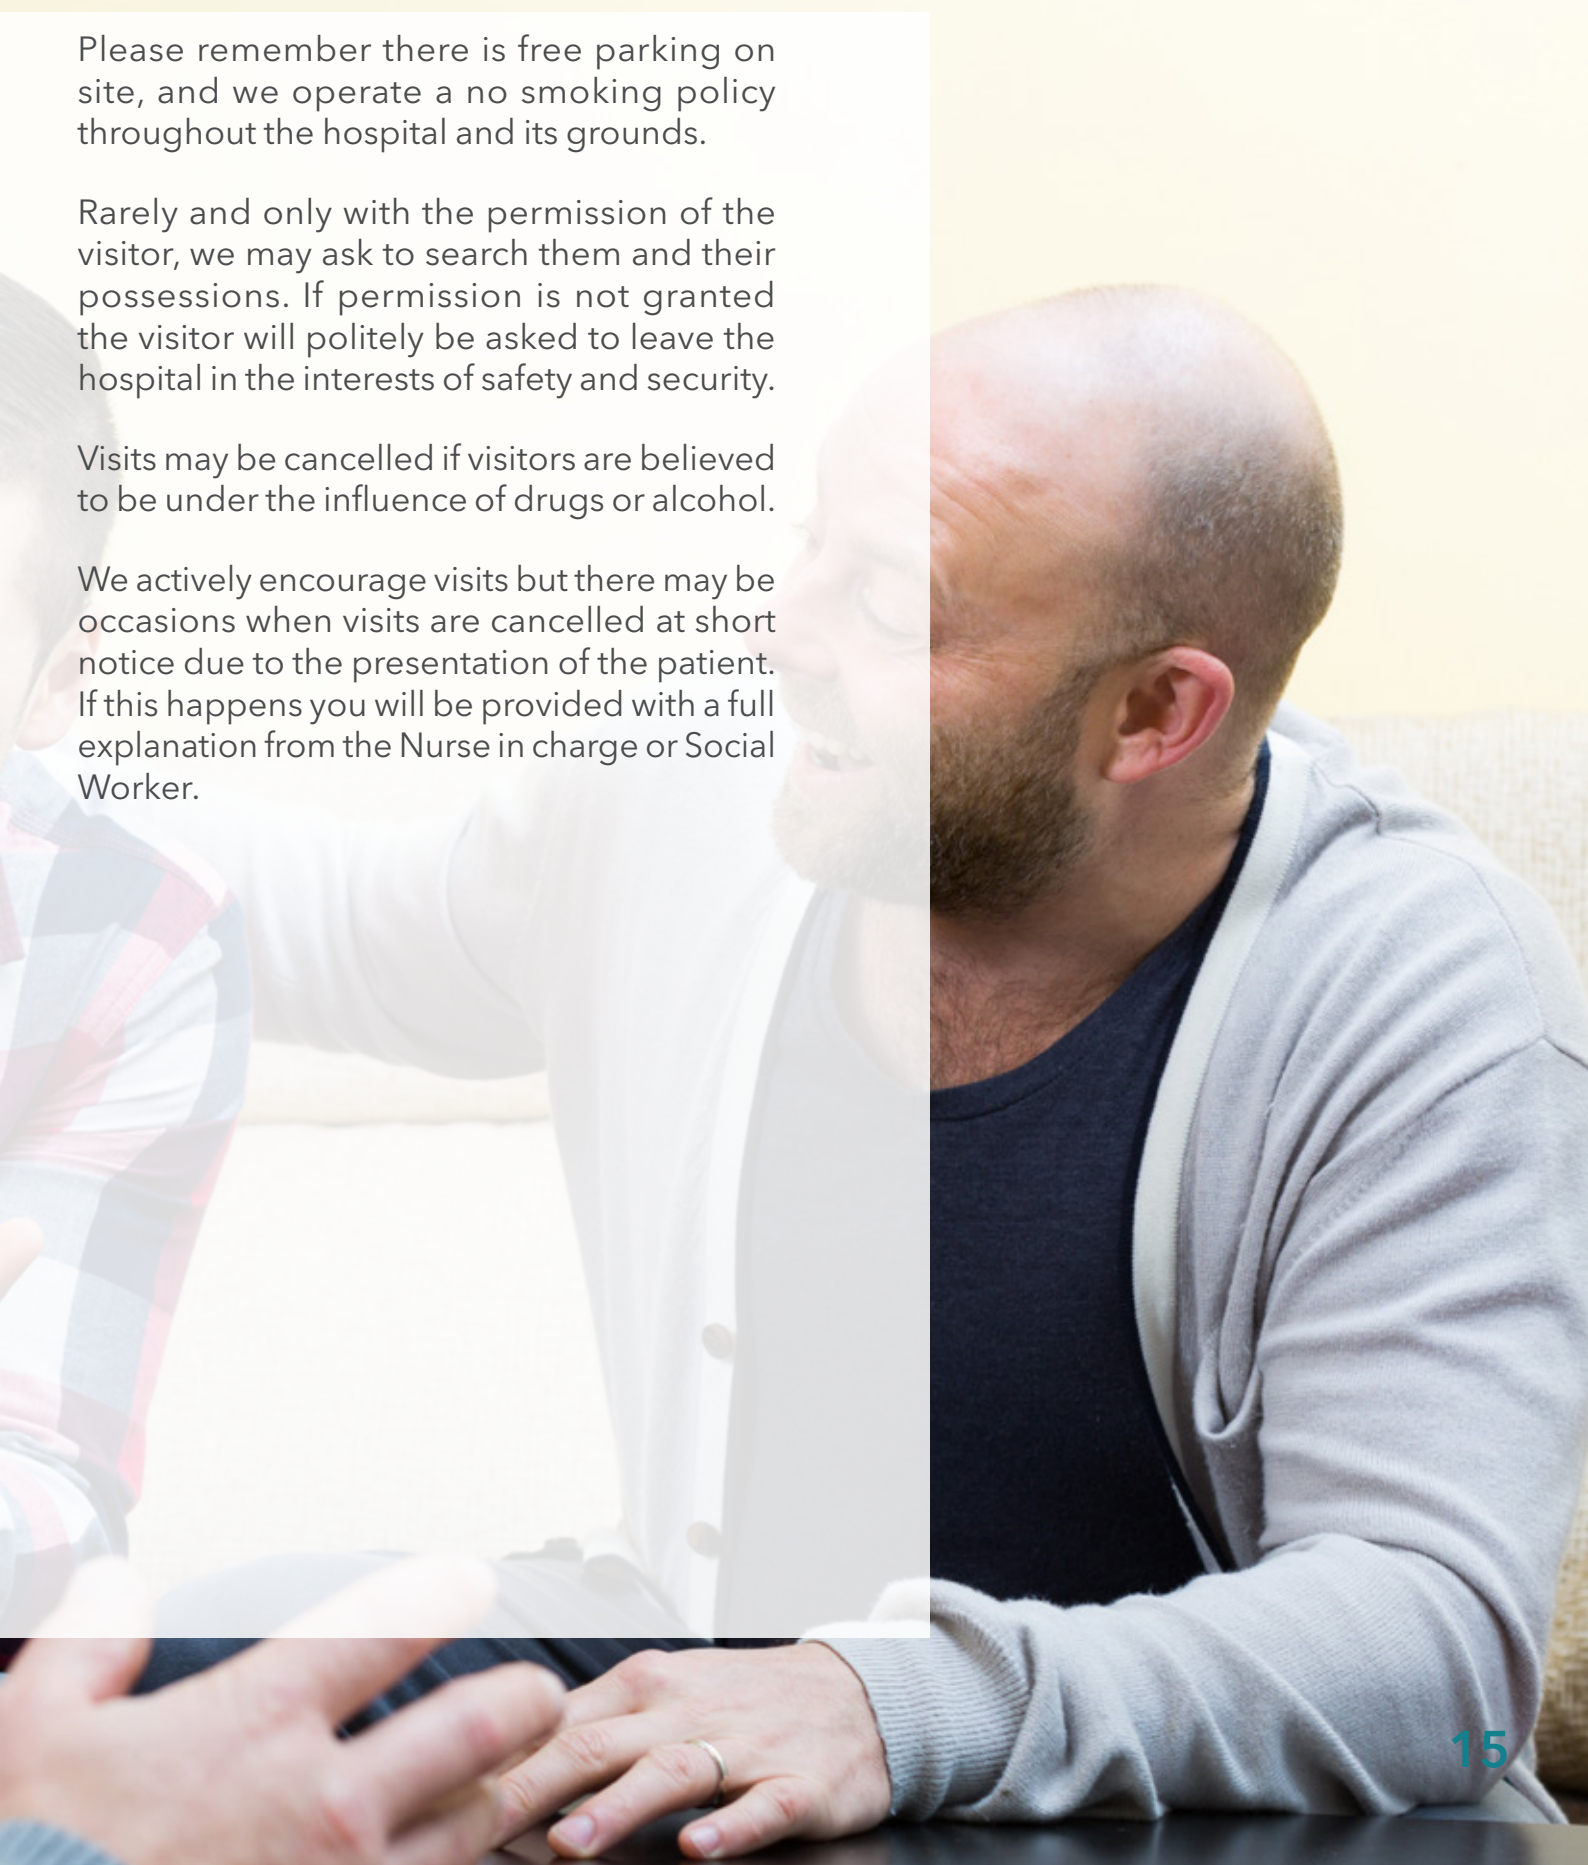 Please remember there is free parking on
site, and we operate a no smoking policy
throughout the hospital and its grounds.
Rarely and only with the permission of the
visitor, we may ask to search them and their
possessions. If permission is not granted
the visitor will politely be asked to leave the
hospital in the interests of safety and security.
Visits may be cancelled if visitors are believed
to be under the influence of drugs or alcohol.
We actively encourage visits but there may be
occasions when visits are cancelled at short
notice due to the presentation of the patient.
If this happens you will be provided with a full
explanation from the Nurse in charge or Social
Worker.
15